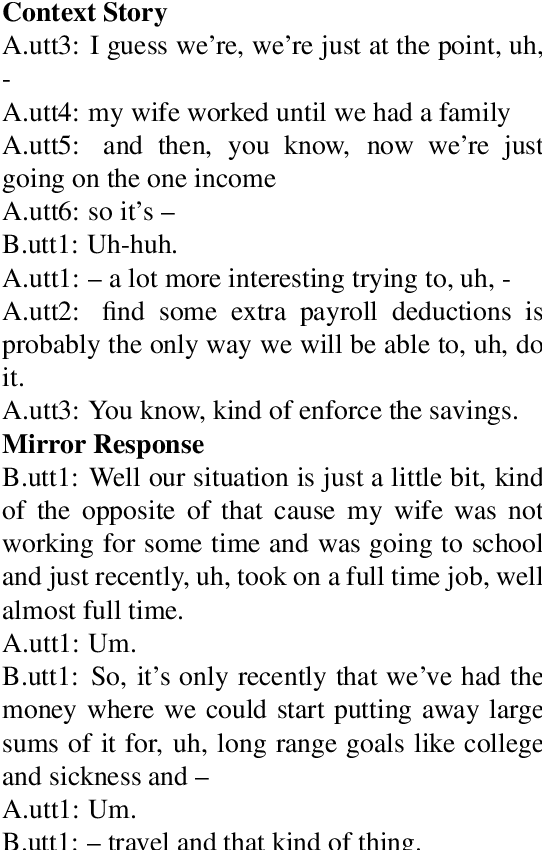 Context Story
A.utt3: I guess we're, we're just at the point, uh,
-
A.utt4: my wife worked until we had a family
A.utt5: and then, you know, now we're just
going on the one income
A.utt6: so it's –
B.utt1: Uh-huh.
A.utt1: – a lot more interesting trying to, uh, -
A.utt2: find some extra payroll deductions is
probably the only way we will be able to, uh, do
it.
A.utt3: You know, kind of enforce the savings.
Mirror Response
B.utt1: Well our situation is just a little bit, kind
of the opposite of that cause my wife was not
working for some time and was going to school
and just recently, uh, took on a full time job, well
almost full time.
A.utt1: Um.
B.utt1: So, it's only recently that we've had the
money where we could start putting away large
sums of it for, uh, long range goals like college
and sickness and –
A.utt1: Um.
B.utt1: – travel and that kind of thing.